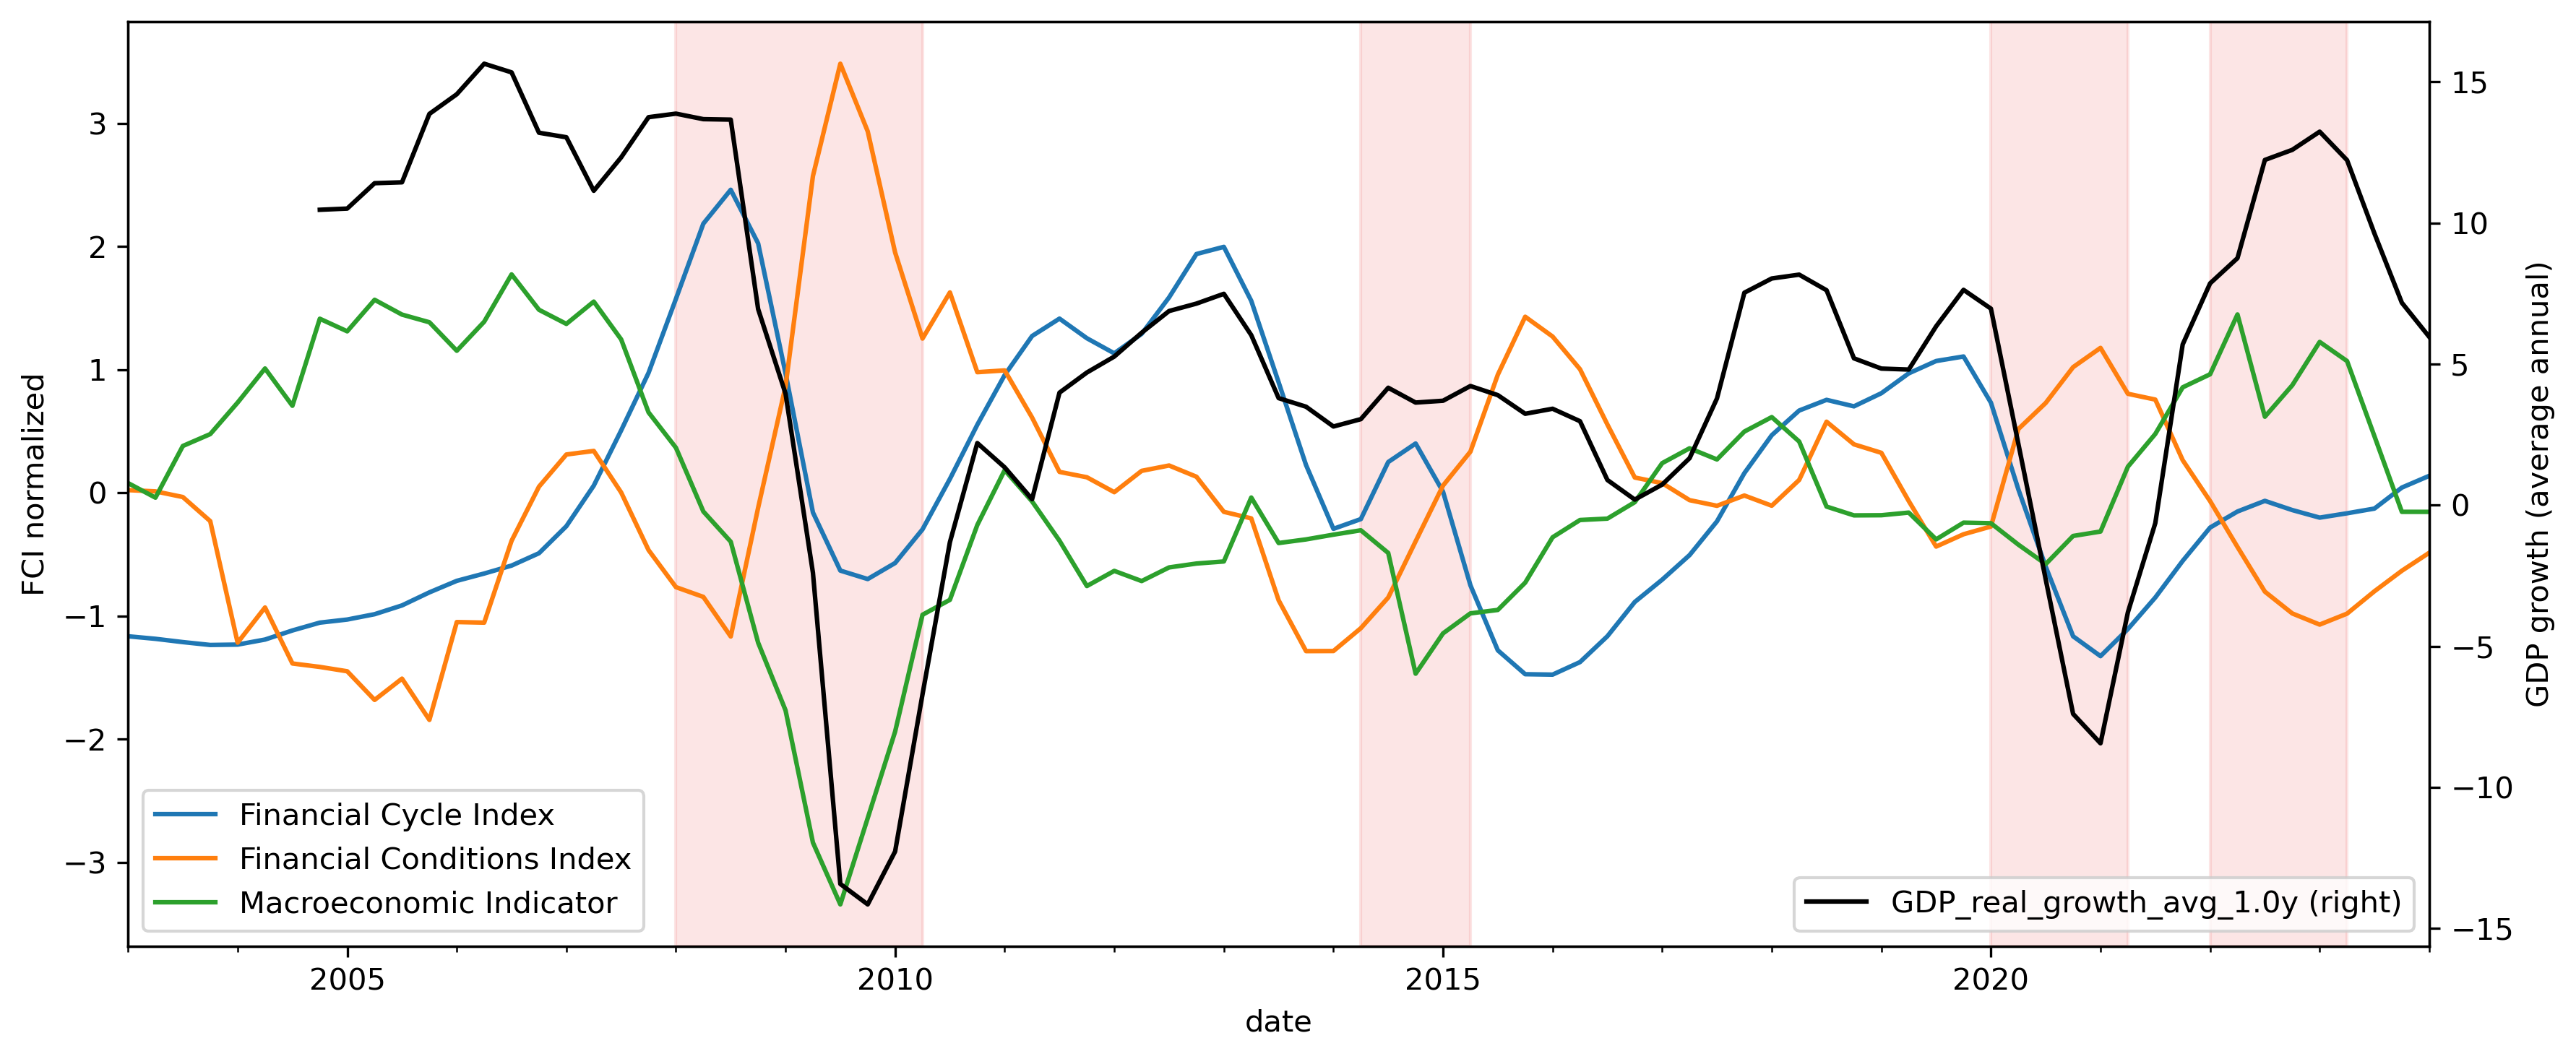 3
2
1
0
−1
−2
−3
FCI normalized
15
10
5
0
−5
−10
−15
GDP growth (average annual)
Financial Cycle Index
Financial Conditions Index
Macroeconomic Indicator
GDP_real_growth_avg_1.0y (right)
2005
2010
2015
2020
date